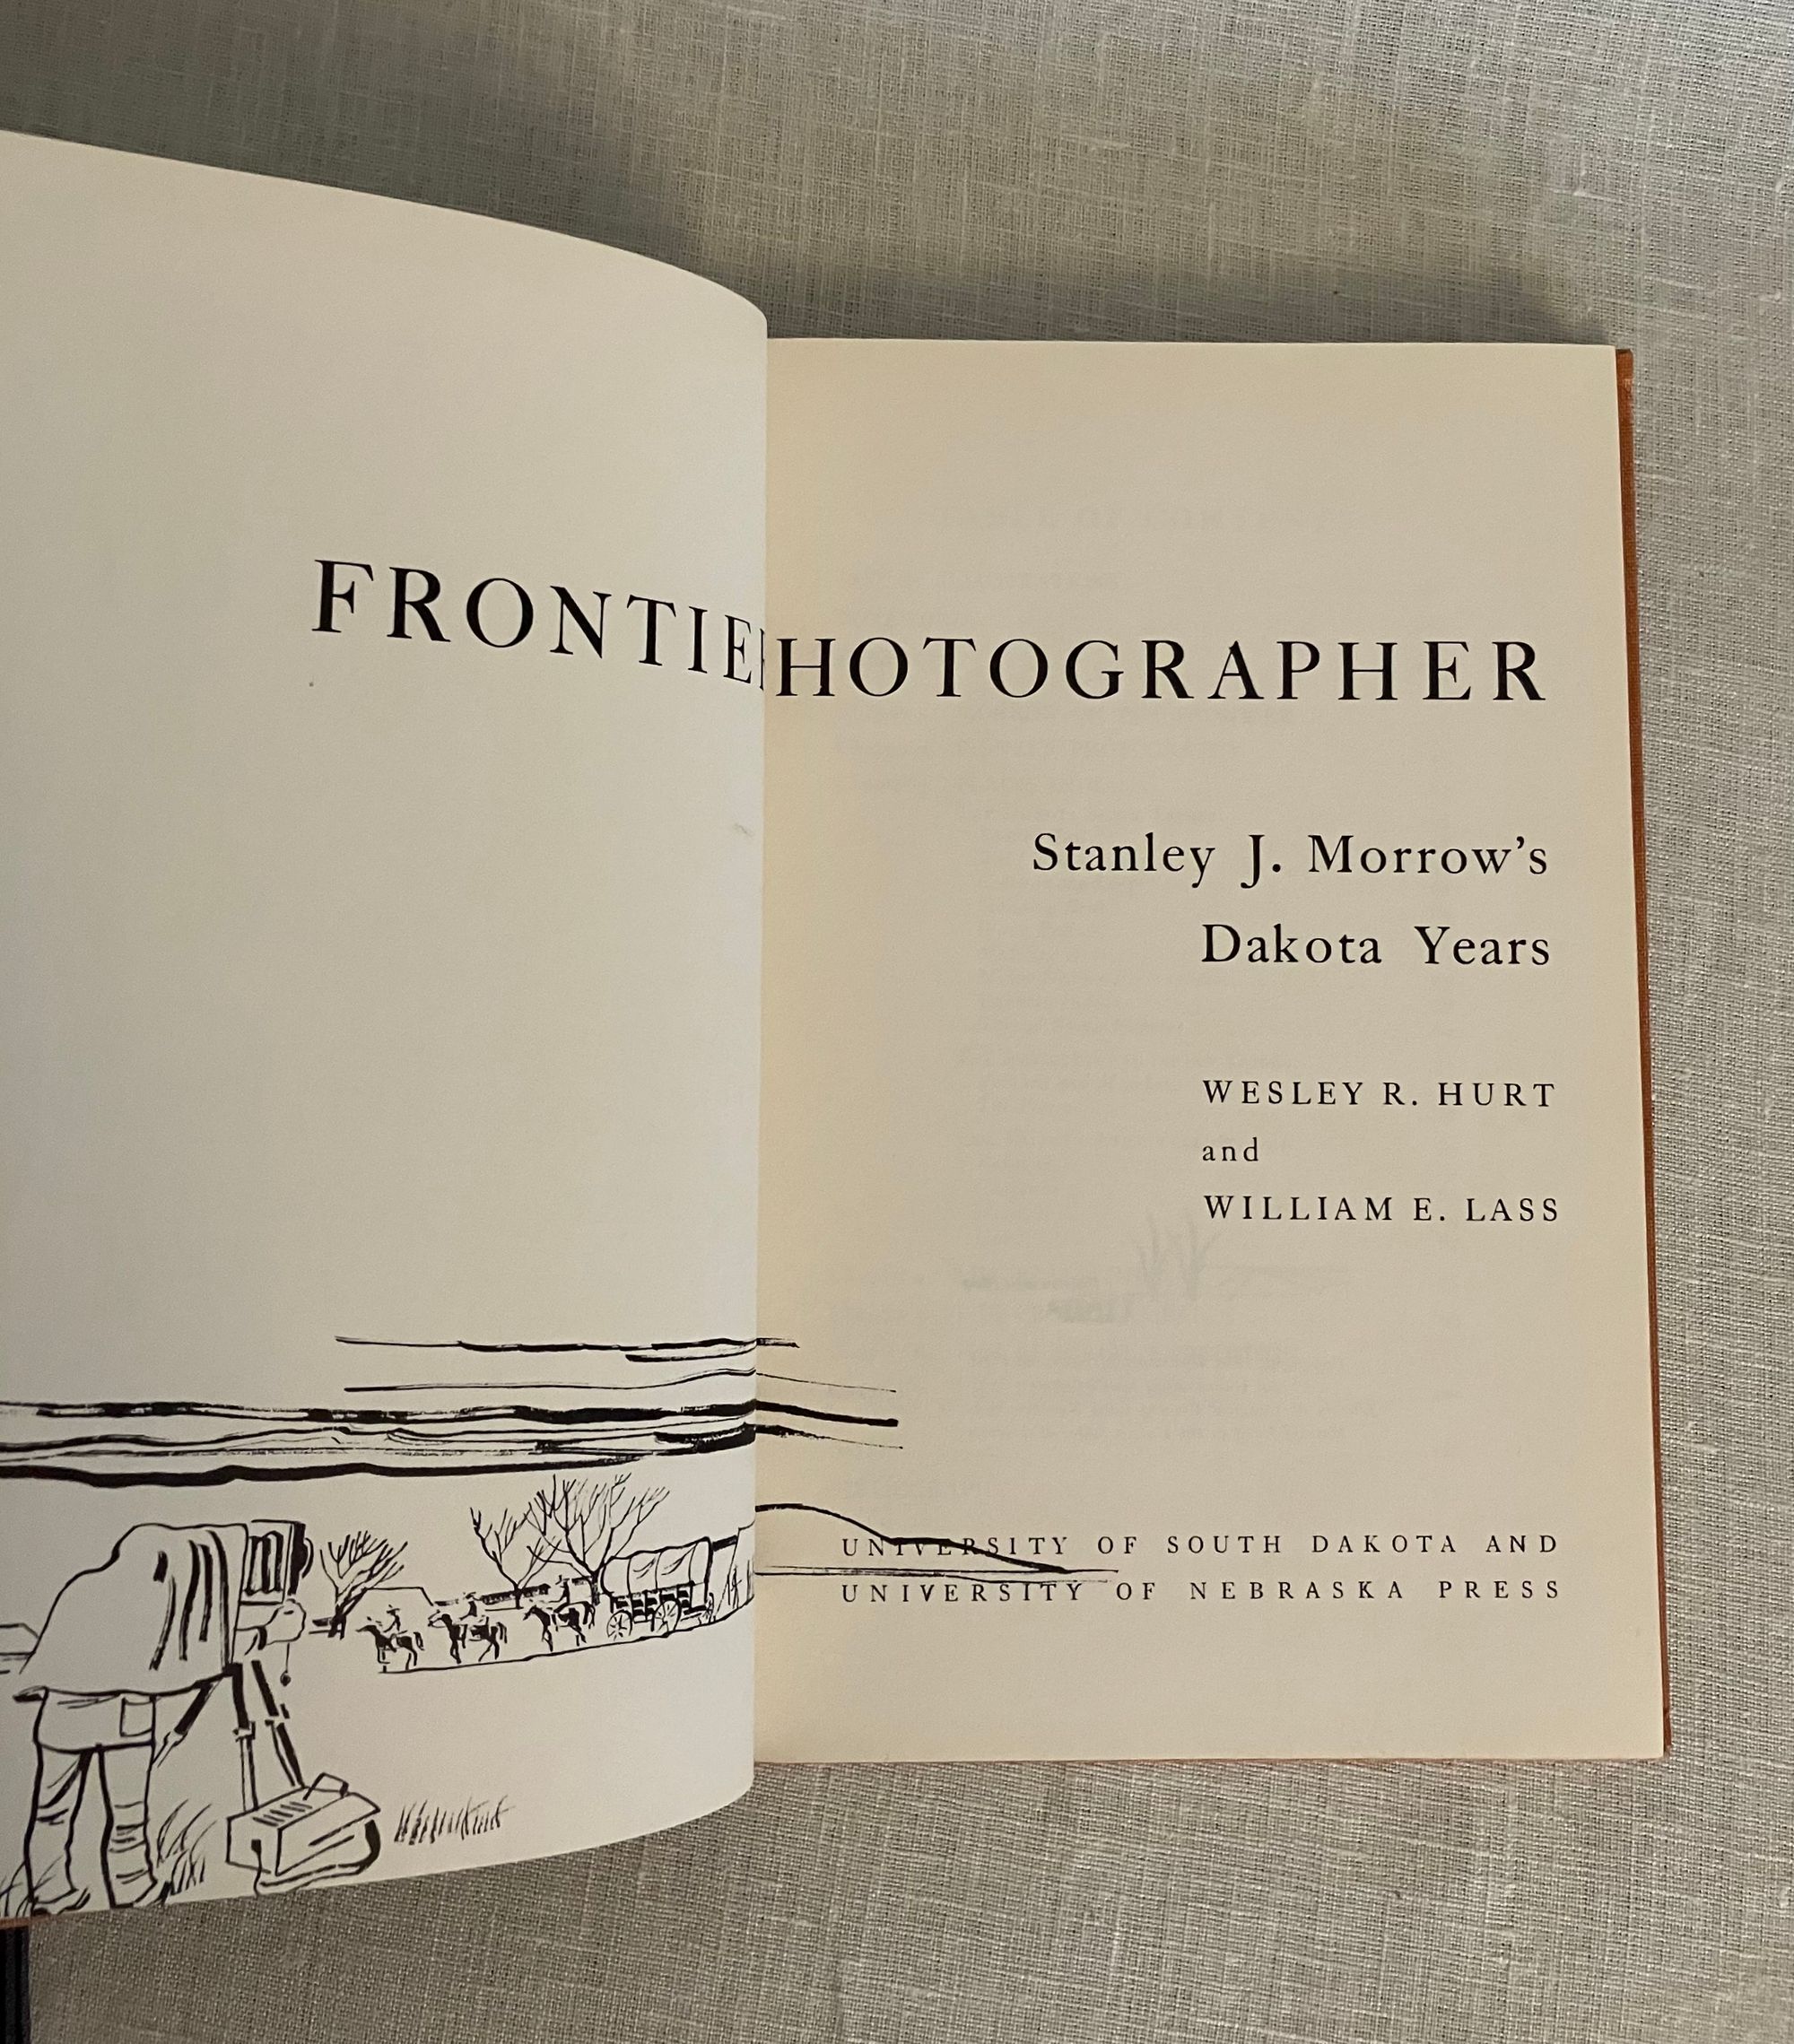 FRONTIE HOTOGRAPHER
Stanley J. Morrow's
Dakota Years
WESLEY R. HURT
and
WILLIAM E. LASS
UNIVERSITY OF SOUTH DAKOTA AND
UNIVERSITY OF NEBRASKA PRESS